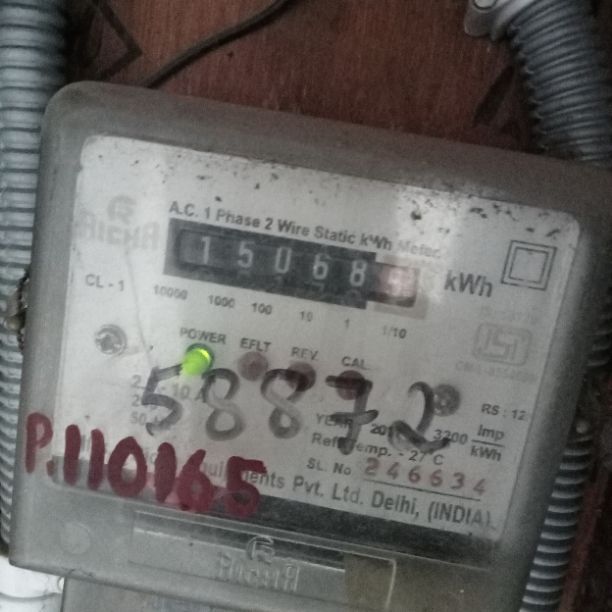 RICHA
A.C. 1 Phase 2 Wire Static kWh Meter
15068 kWh
CL - 1
10000 1000 100 10 1 1/10
POWER EFLT REV. CAL.
ISI
58872
RS : 12
3200 Imp/kWh
Ref. Temp. - 27°C
SL. No 246634
P.110165
Pvt. Ltd. Delhi, (INDIA)
RICHA